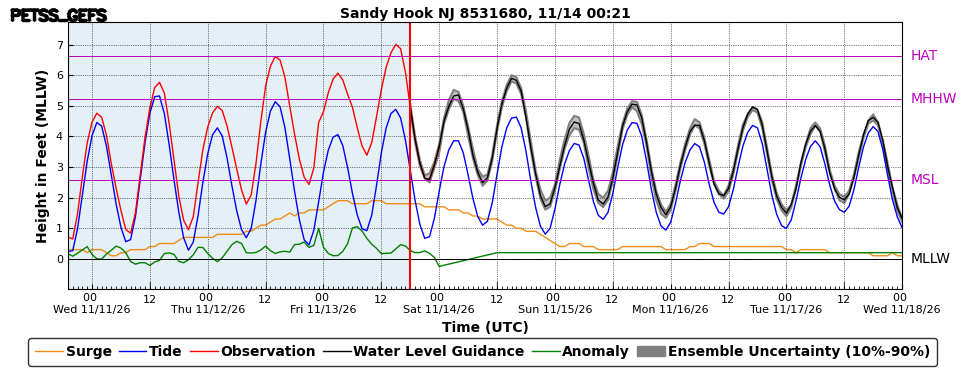 PETSS_GEFS
Sandy Hook NJ 8531680, 11/14 00:21
Height in Feet (MLLW)
7
6
5
4
3
2
1
0
HAT
MHHW
MSL
MLLW
00 12 00 12 00 12 00 12 00 12 00 12 00 12 00
Wed 11/11/26 Thu 11/12/26 Fri 11/13/26 Sat 11/14/26 Sun 11/15/26 Mon 11/16/26 Tue 11/17/26 Wed 11/18/26
Time (UTC)
Surge Tide Observation Water Level Guidance Anomaly Ensemble Uncertainty (10%-90%)